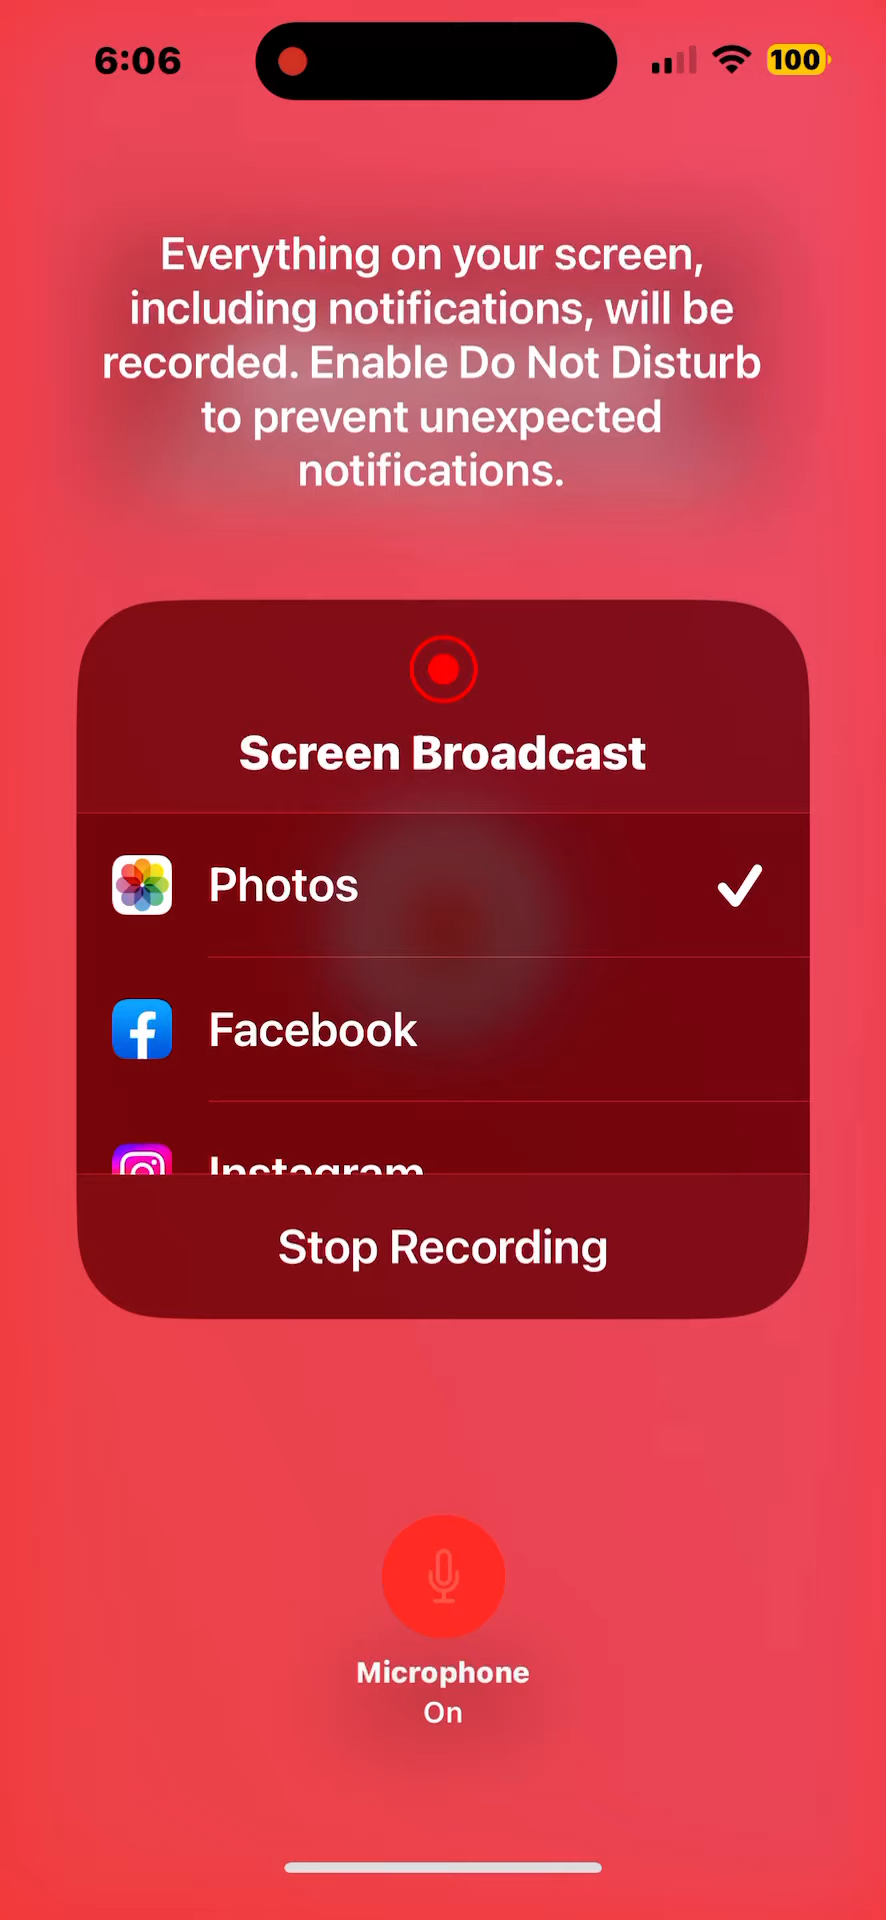 6:06
100
Everything on your screen,
including notifications, will be
recorded. Enable Do Not Disturb
to prevent unexpected
notifications.
Screen Broadcast
Photos
Facebook
Instagram
Stop Recording
Microphone
On